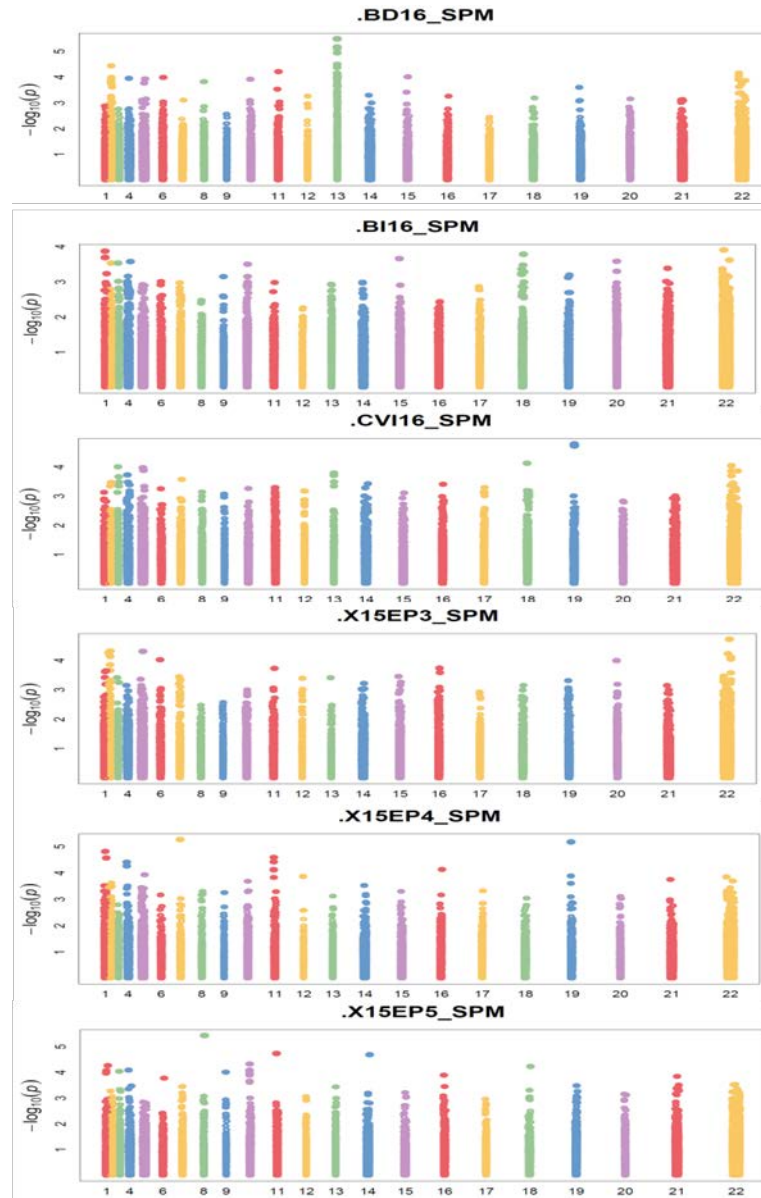 .BD16_SPM
−log10(p)
1 2 3 4 5
1 4 6 8 9 11 12 13 14 15 16 17 18 19 20 21 22
.BI16_SPM
−log10(p)
1 2 3 4
1 4 6 8 9 11 12 13 14 15 16 17 18 19 20 21 22
.CVI16_SPM
−log10(p)
1 2 3 4
1 4 6 8 9 11 12 13 14 15 16 17 18 19 20 21 22
.X15EP3_SPM
−log10(p)
1 2 3 4
1 4 6 8 9 11 12 13 14 15 16 17 18 19 20 21 22
.X15EP4_SPM
−log10(p)
1 2 3 4 5
1 4 6 8 9 11 12 13 14 15 16 17 18 19 20 21 22
.X15EP5_SPM
−log10(p)
1 2 3 4 5
1 4 6 8 9 11 12 13 14 15 16 17 18 19 20 21 22